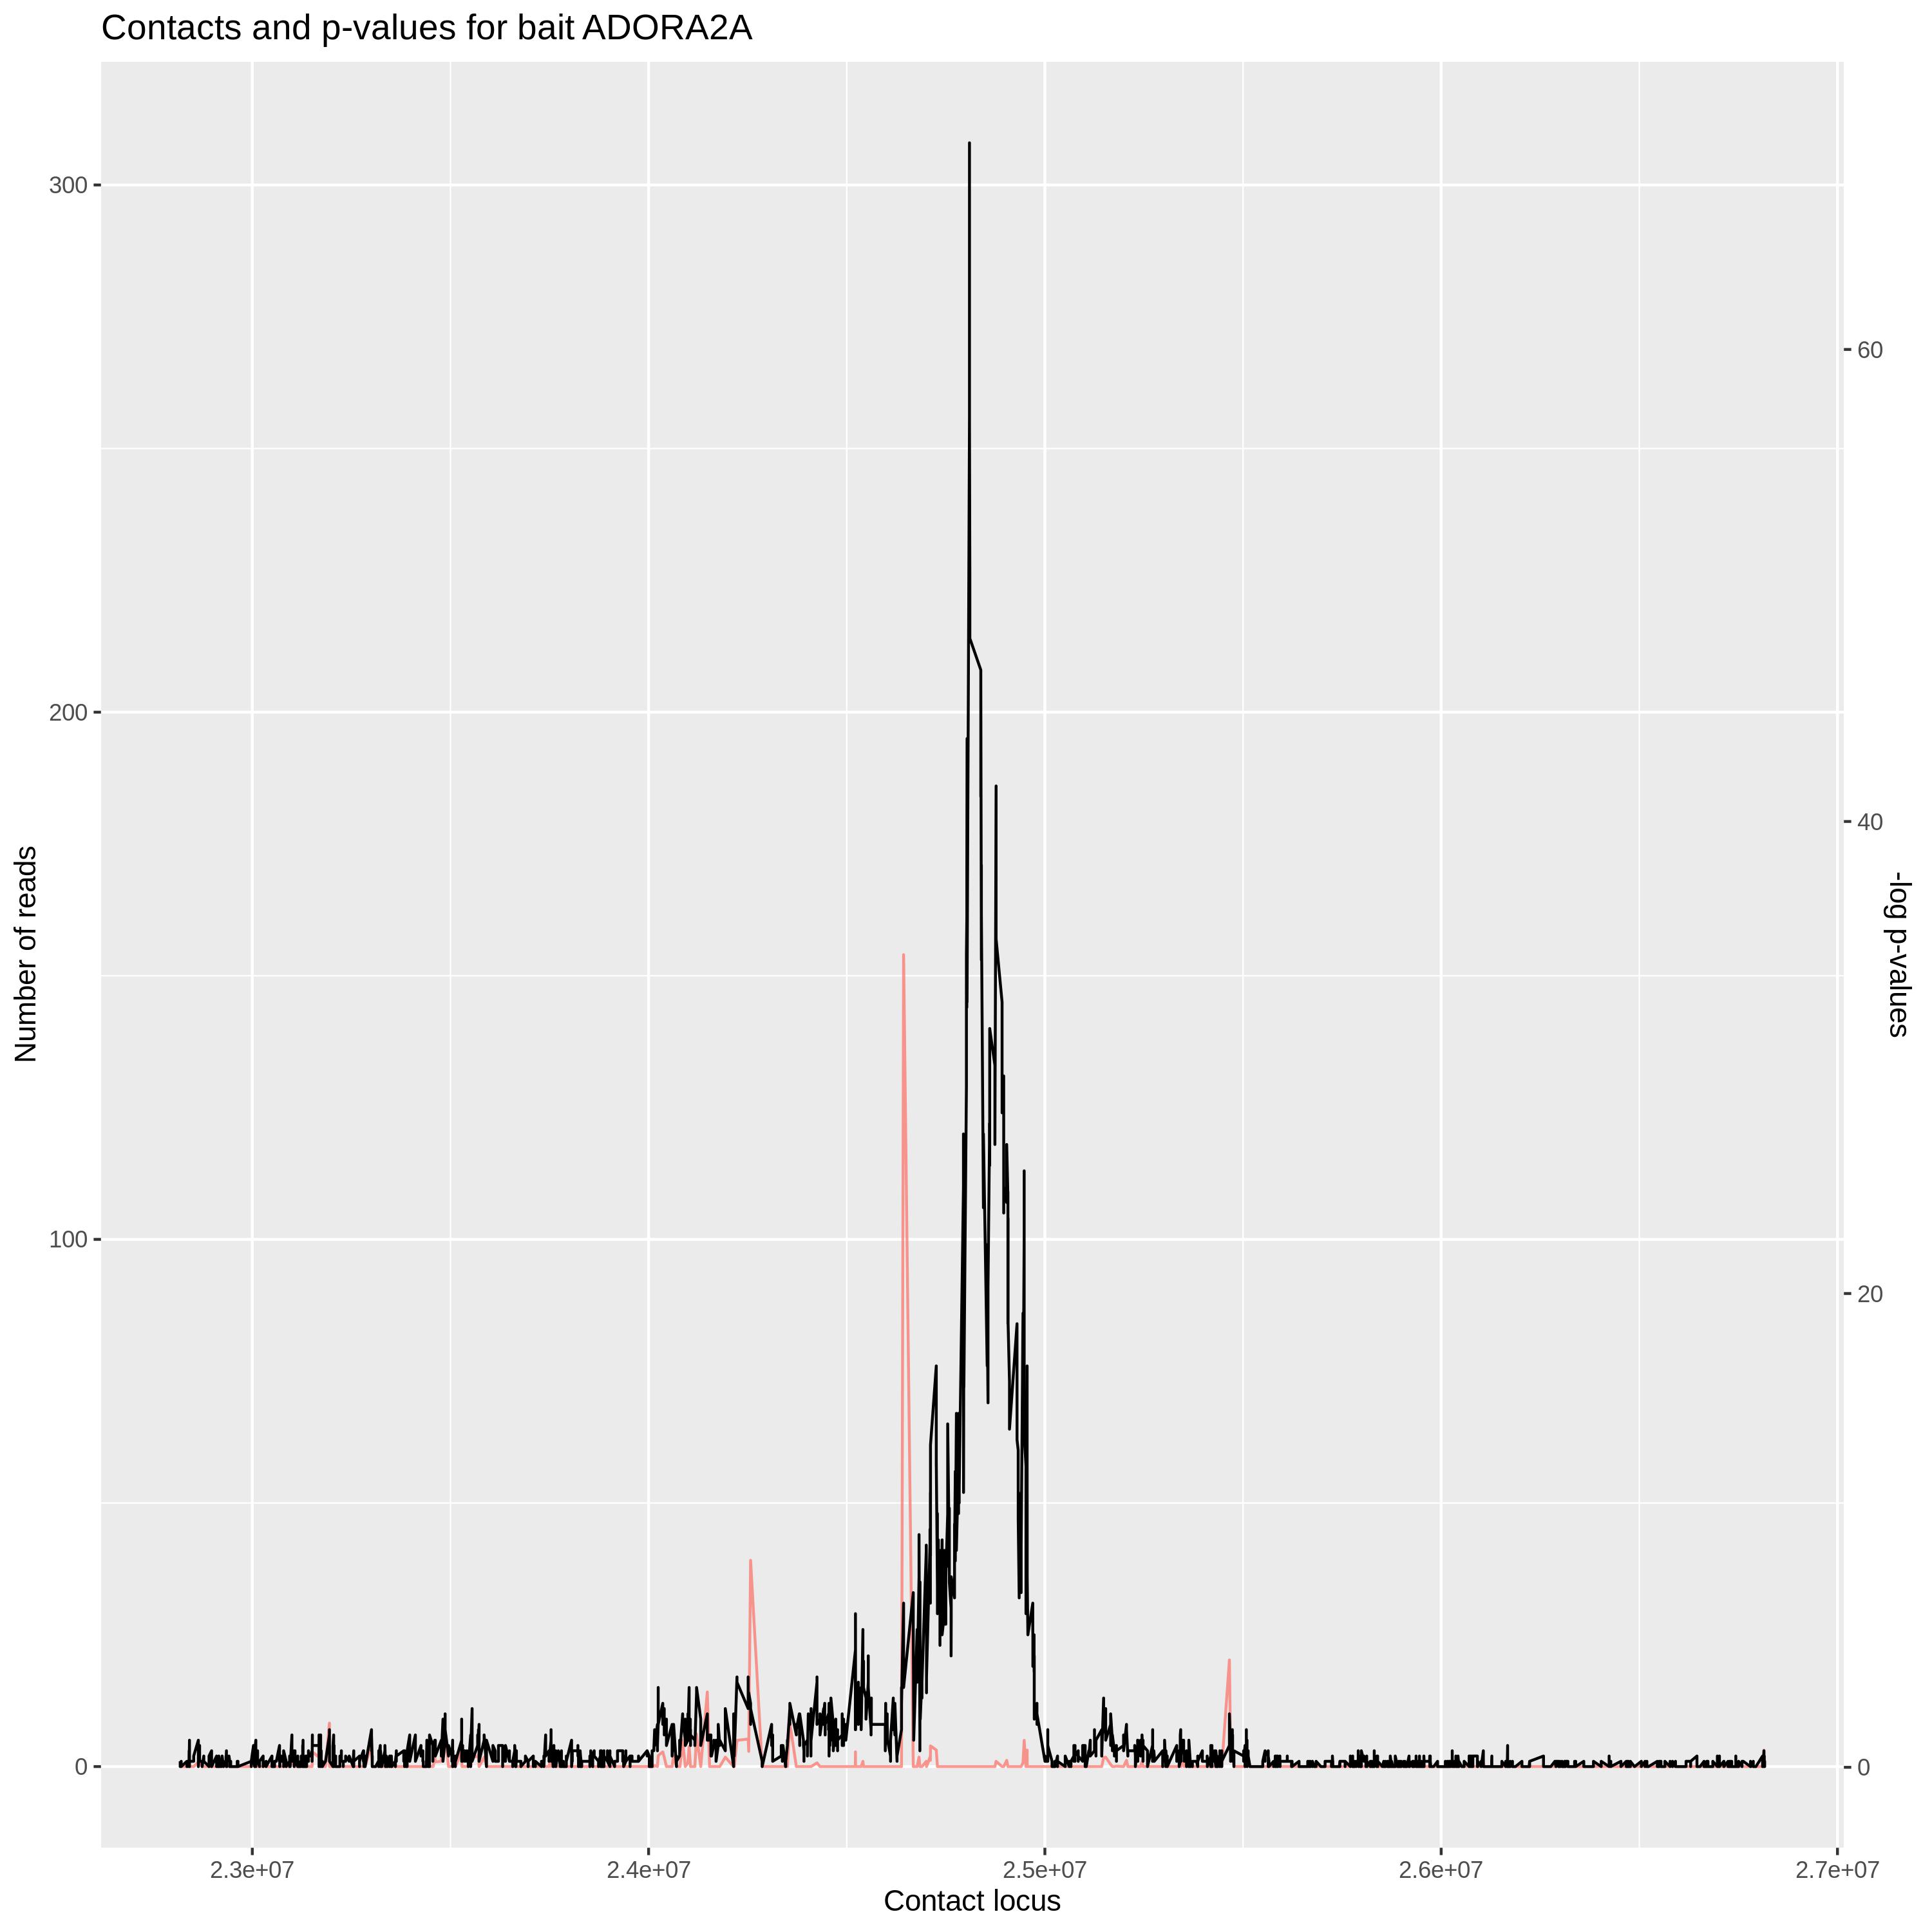 Contacts and p-values for bait ADORA2A
300
200
100
0
Number of reads
60
40
20
0
-log p-values
2.3e+07
2.4e+07
2.5e+07
2.6e+07
2.7e+07
Contact locus